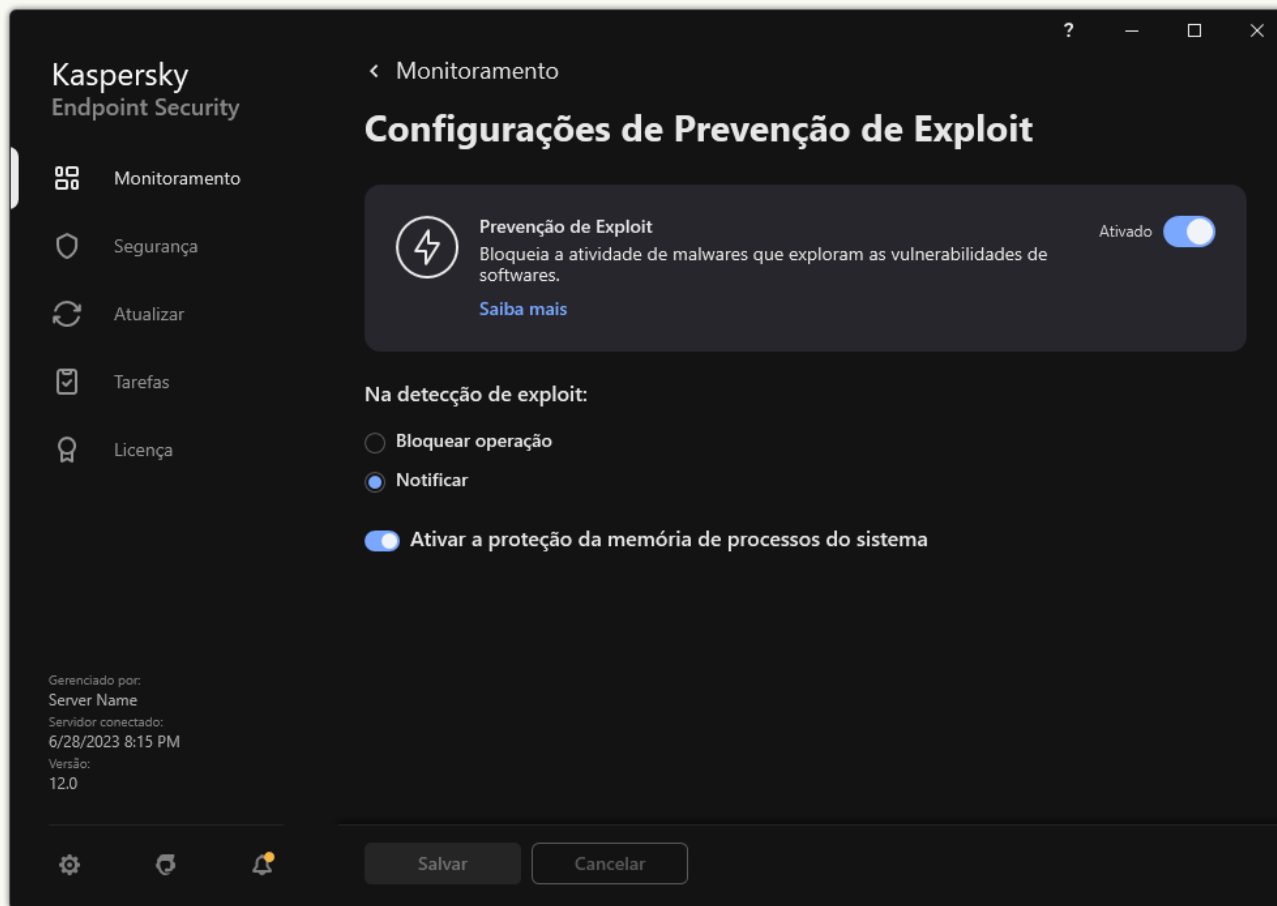 ?
Kaspersky
Endpoint Security
Monitoramento
Segurança
Atualizar
Tarefas
Licença
Gerenciado por:
Server Name
Servidor conectado:
6/28/2023 8:15 PM
Versão:
12.0
Monitoramento
Configurações de Prevenção de Exploit
Prevenção de Exploit
Ativado
Bloqueia a atividade de malwares que exploram as vulnerabilidades de
softwares.
Saiba mais
Na detecção de exploit:
Bloquear operação
Notificar
Ativar a proteção da memória de processos do sistema
Salvar
Cancelar